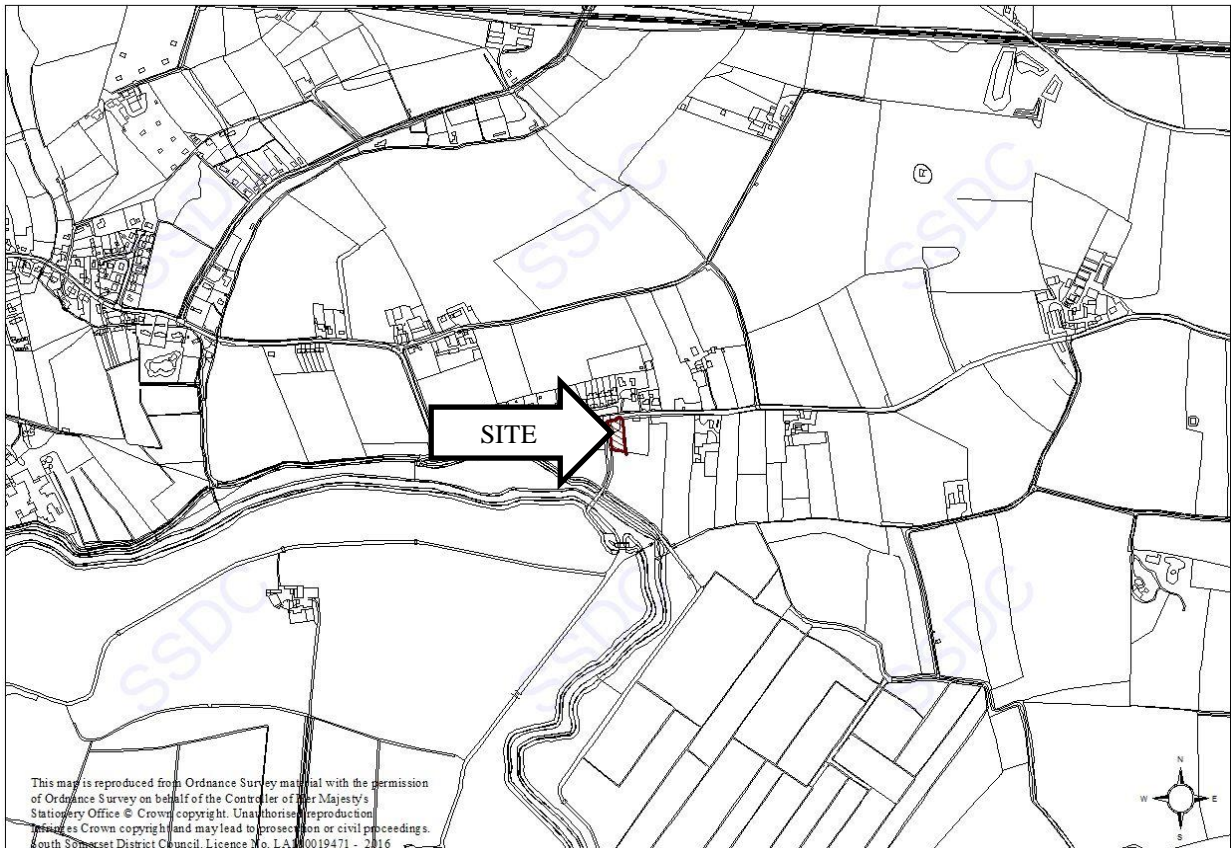 SSDC
SSDC
SITE
SSDC
SSDC
SSDC
SSDC
SSDC
N
W
E
S
This map is reproduced from Ordnance Survey material with the permission
of Ordnance Survey on behalf of the Controller of Her Majesty's
Stationery Office © Crown copyright. Unauthorised reproduction
infringes Crown copyright and may lead to prosecution or civil proceedings.
South Somerset District Council. Licence No. LA100019471 - 2016